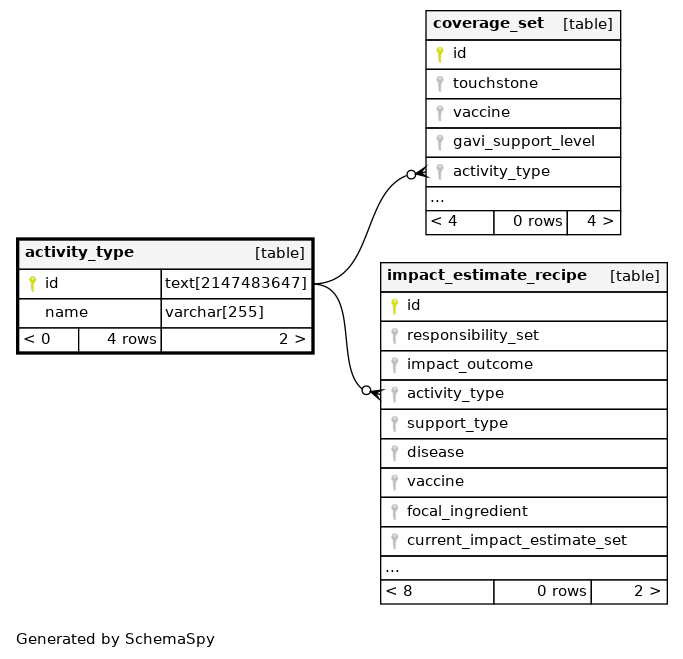 coverage_set [table]
id
touchstone
vaccine
gavi_support_level
activity_type
...
< 4 0 rows 4 >
activity_type [table]
id text[2147483647]
name varchar[255]
< 0 4 rows 2 >
impact_estimate_recipe [table]
id
responsibility_set
impact_outcome
activity_type
support_type
disease
vaccine
focal_ingredient
current_impact_estimate_set
...
< 8 0 rows 2 >
Generated by SchemaSpy